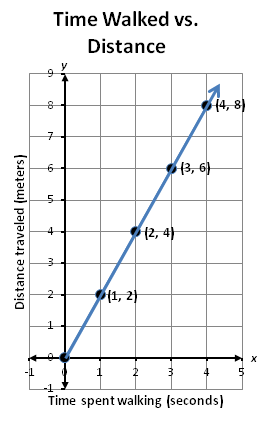 Time Walked vs.
Distance
y
9
8
(4, 8)
7
6
(3, 6)
5
4
(2, 4)
3
2
(1, 2)
1
0
-1 0 1 2 3 4 5 x
-1
Distance traveled (meters)
Time spent walking (seconds)